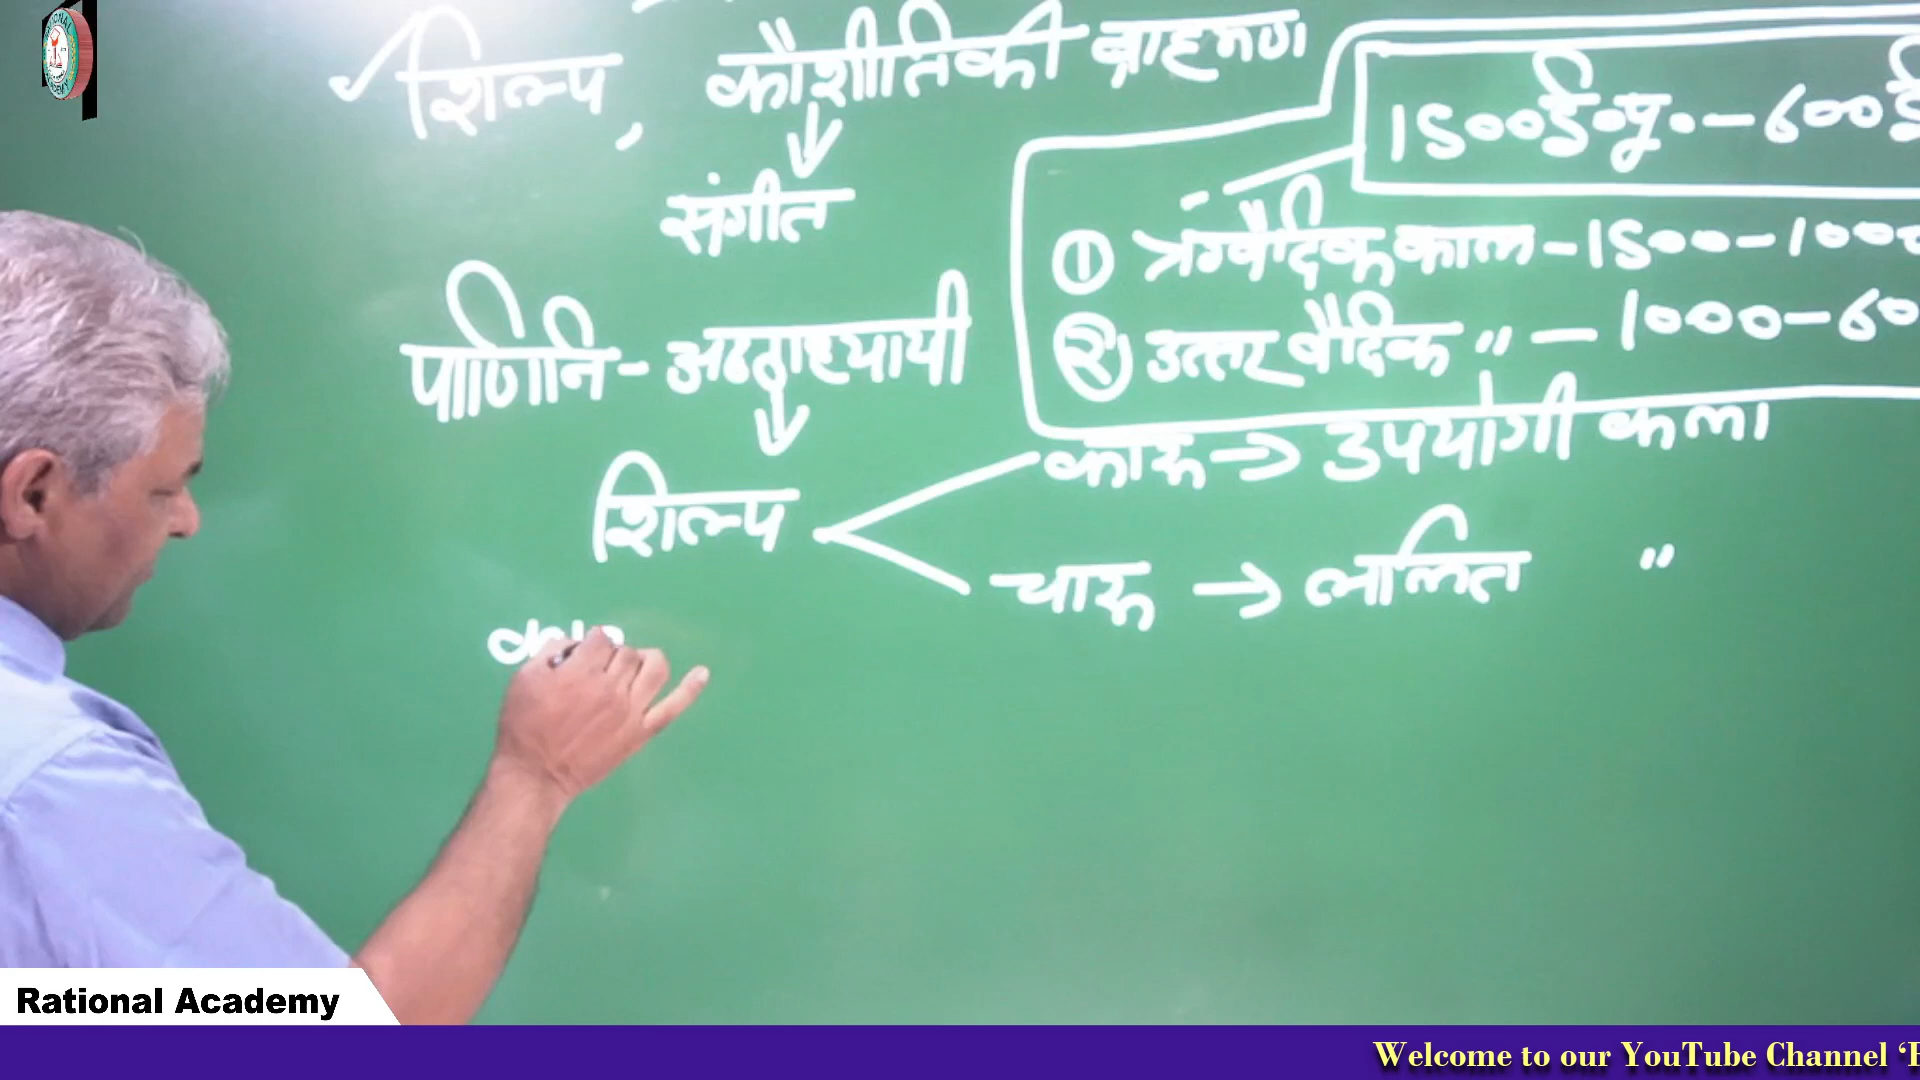 शिल्प, कौशीतिकी ब्राह्मण
संगीत
1500ई०पू०-600ई
① ऋग्वैदिक काल-1500-1000
② उत्तर वैदिक " - 1000-60
पाणिनि-अष्ठाध्यायी
शिल्प
कारू → उपयोगी कला
चारू → ललित "
Rational Academy
Welcome to our YouTube Channel ‘